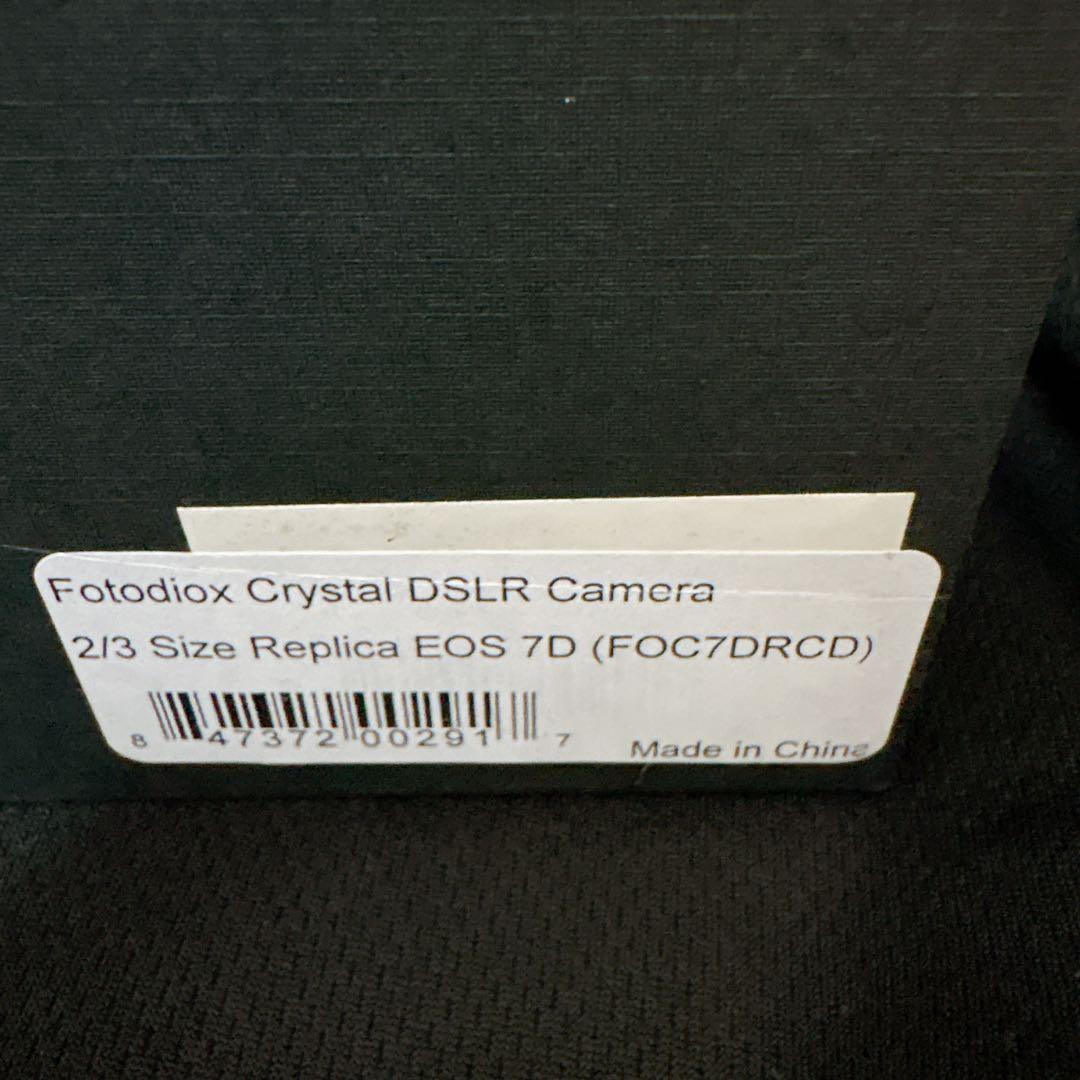 Fotodiox Crystal DSLR Camera
2/3 Size Replica EOS 7D (FOC7DRCD)
8 47372 00291 7
Made in China